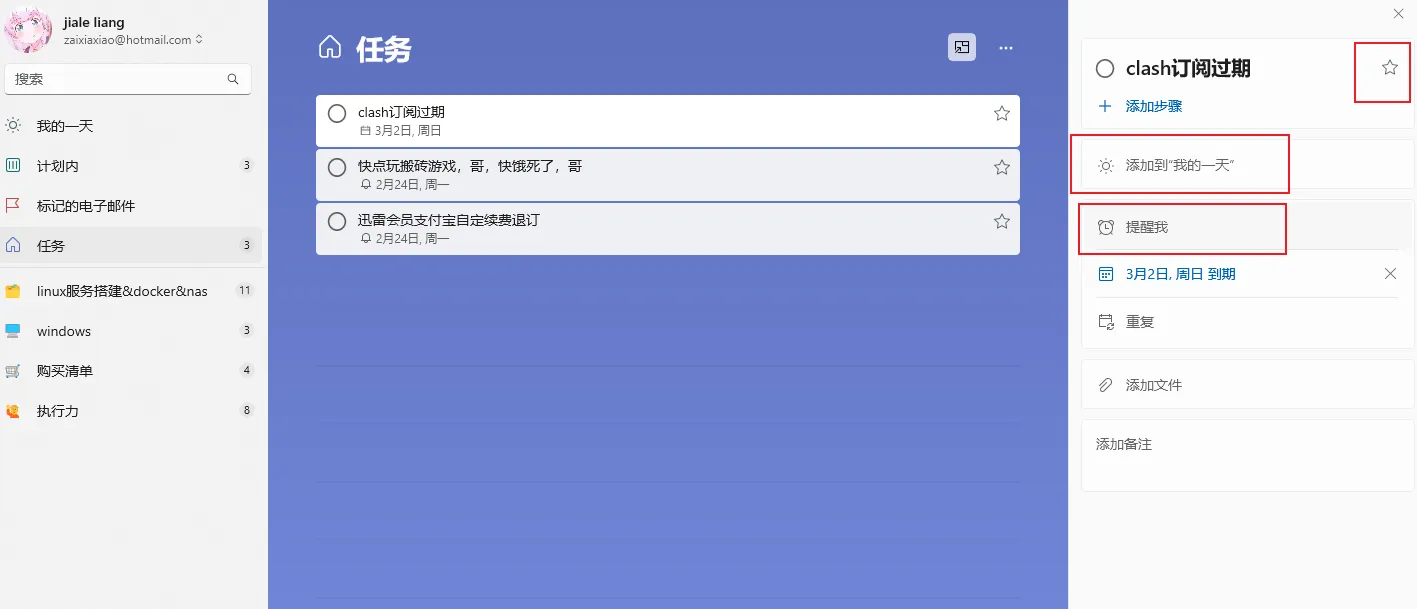 jiale liang
zaixiaxiao@hotmail.com
搜索
我的一天
计划内 3
标记的电子邮件
任务 3
linux服务搭建&docker&nas 11
windows 3
购买清单 4
执行力 8
任务
clash订阅过期
3月2日, 周日
快点玩搬砖游戏，哥，快饿死了，哥
2月24日, 周一
迅雷会员支付宝自定续费退订
2月24日, 周一
clash订阅过期
添加步骤
添加到“我的一天”
提醒我
3月2日, 周日 到期
重复
添加文件
添加备注